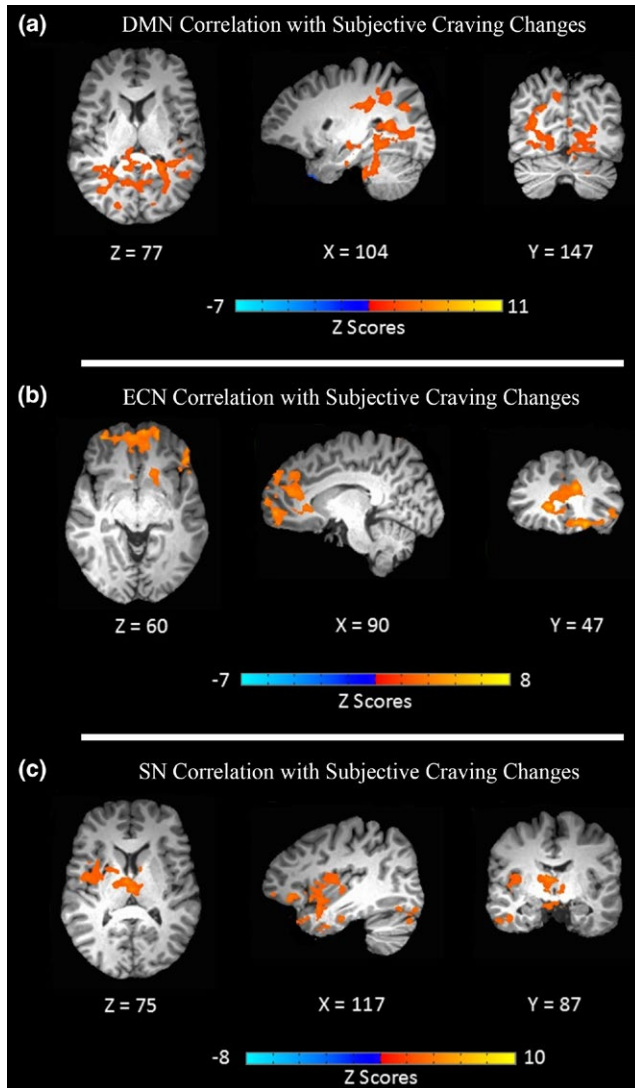 (a) DMN Correlation with Subjective Craving Changes
Z = 77 X = 104 Y = 147
-7 11
Z Scores
(b) ECN Correlation with Subjective Craving Changes
Z = 60 X = 90 Y = 47
-7 8
Z Scores
(c) SN Correlation with Subjective Craving Changes
Z = 75 X = 117 Y = 87
-8 10
Z Scores